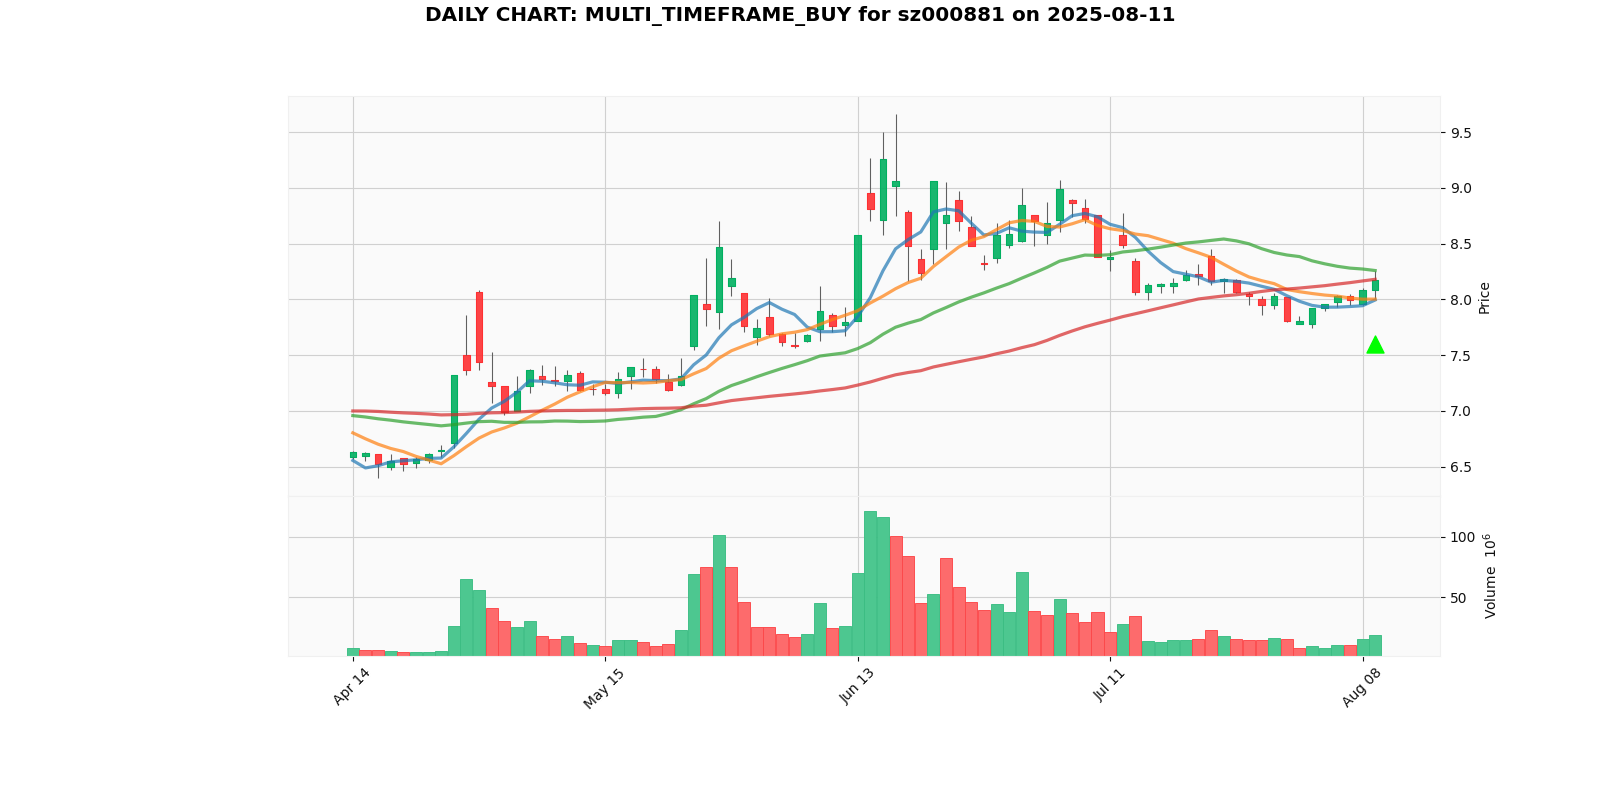 DAILY CHART: MULTI_TIMEFRAME_BUY for sz000881 on 2025-08-11
9.5
9.0
8.5
8.0
7.5
7.0
6.5
Price
100
50
Volume 10^6
Apr 14
May 15
Jun 13
Jul 11
Aug 08